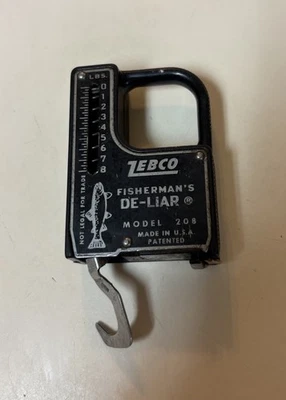 LBS.
0
1
2
3
4
5
6
7
8
NOT LEGAL FOR TRADE
ZEBCO
FISHERMAN'S
DE-LIAR ®
MODEL 208
MADE IN U.S.A.
PATENTED